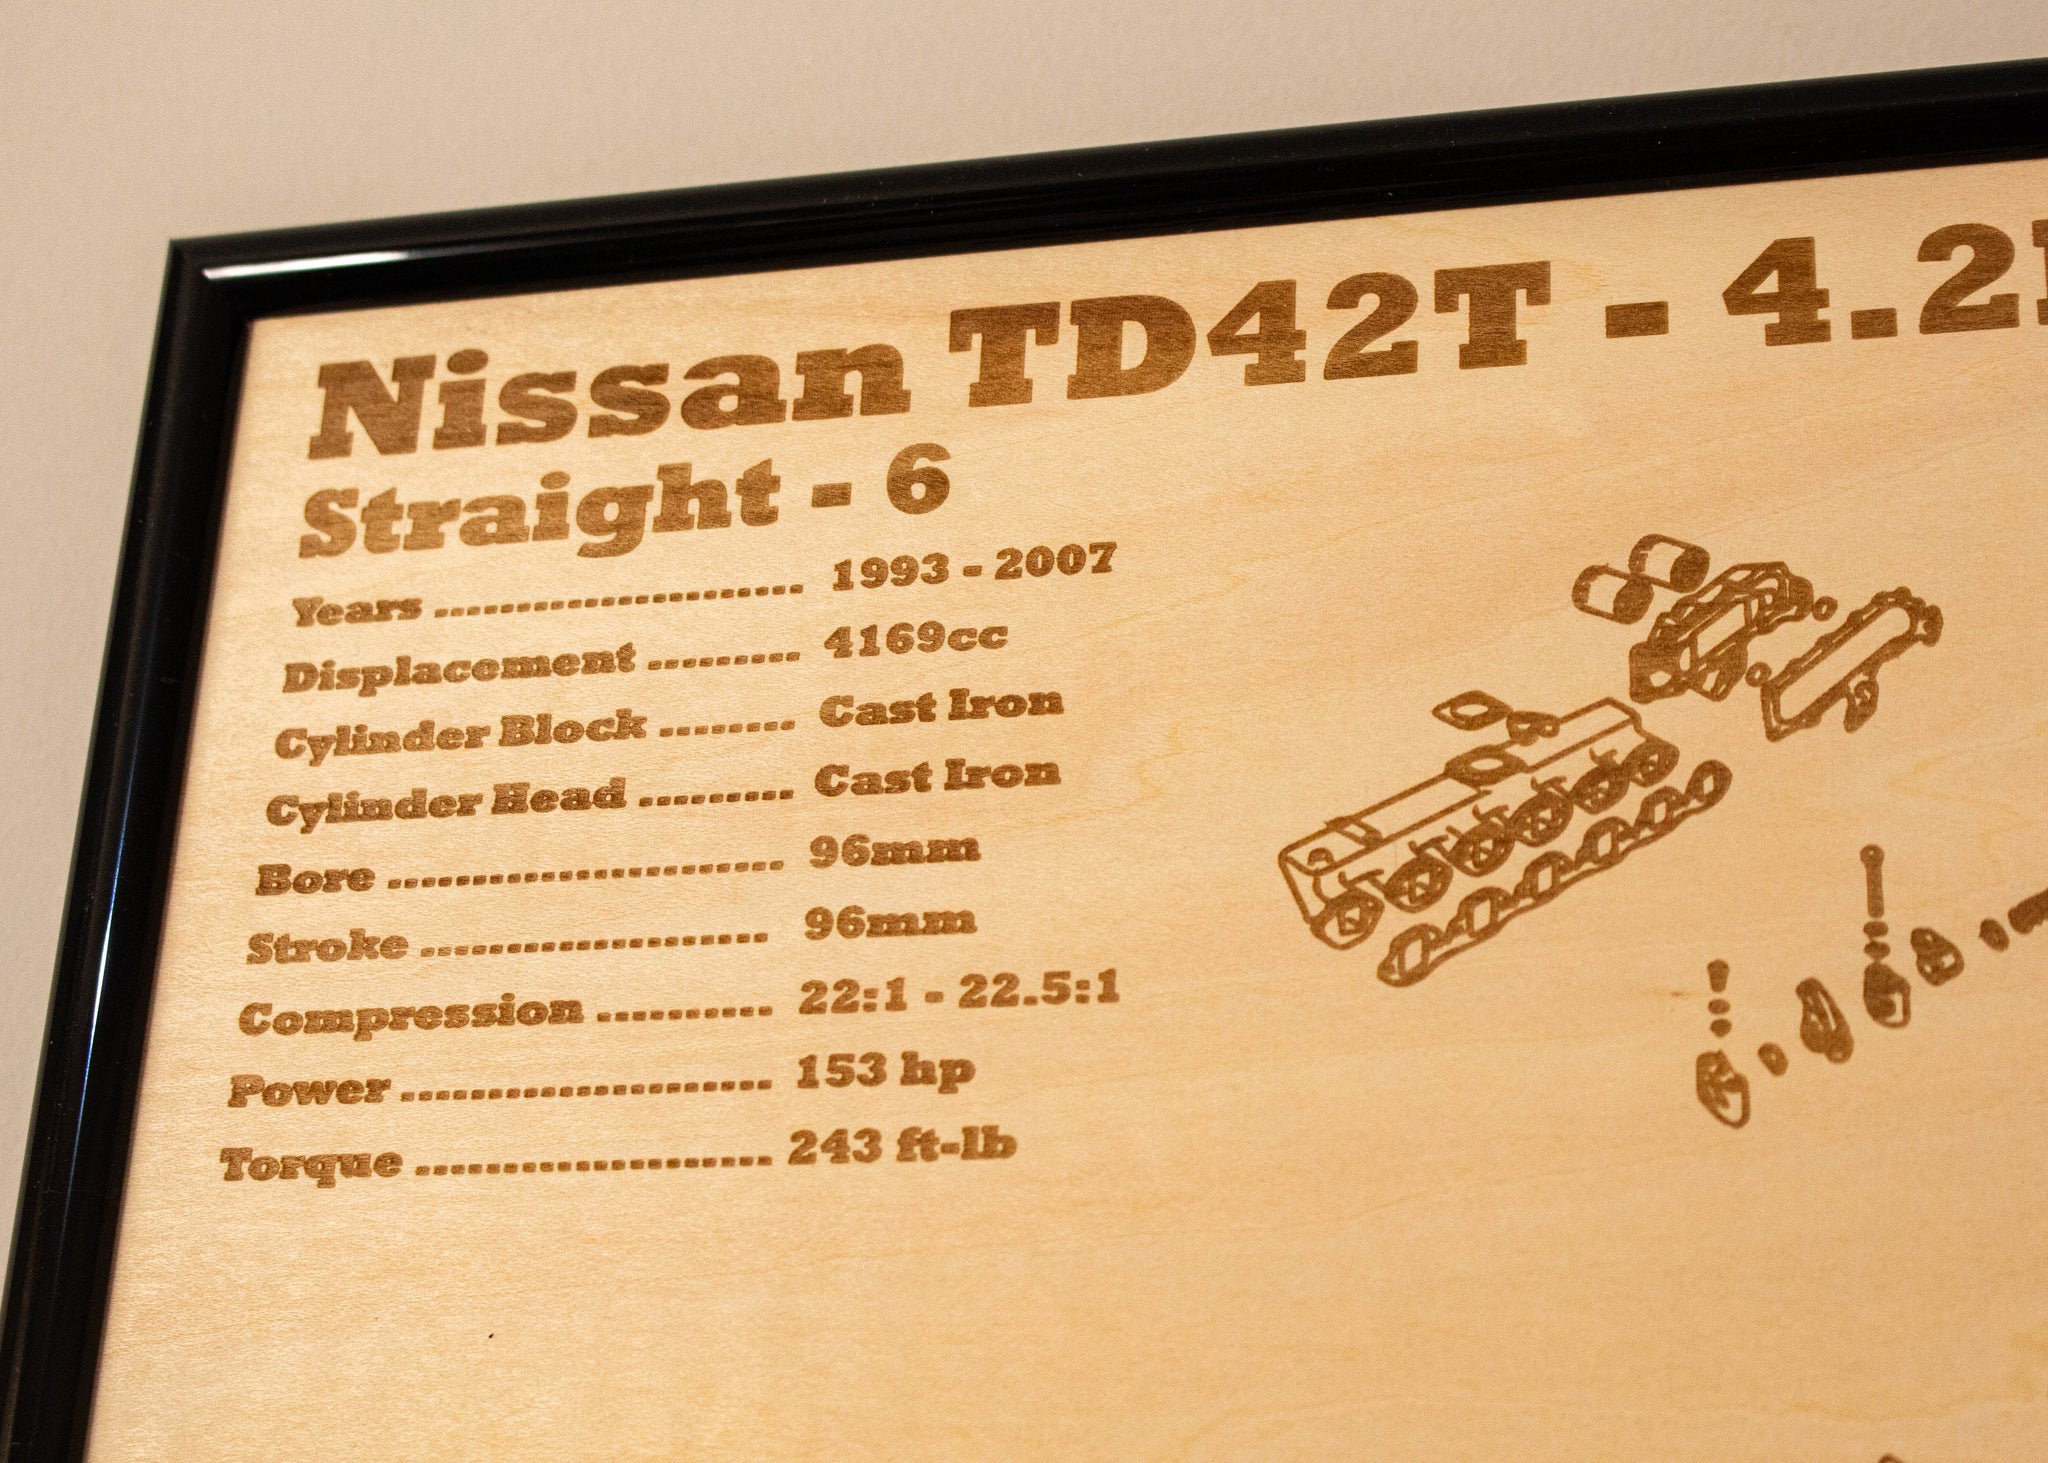 Nissan TD42T - 4.2L
Straight - 6
Years ........................ 1993 - 2007
Displacement .......... 4169cc
Cylinder Block ........ Cast Iron
Cylinder Head ......... Cast Iron
Bore ........................ 96mm
Stroke ..................... 96mm
Compression .......... 22:1 - 22.5:1
Power ..................... 153 hp
Torque .................... 243 ft-lb